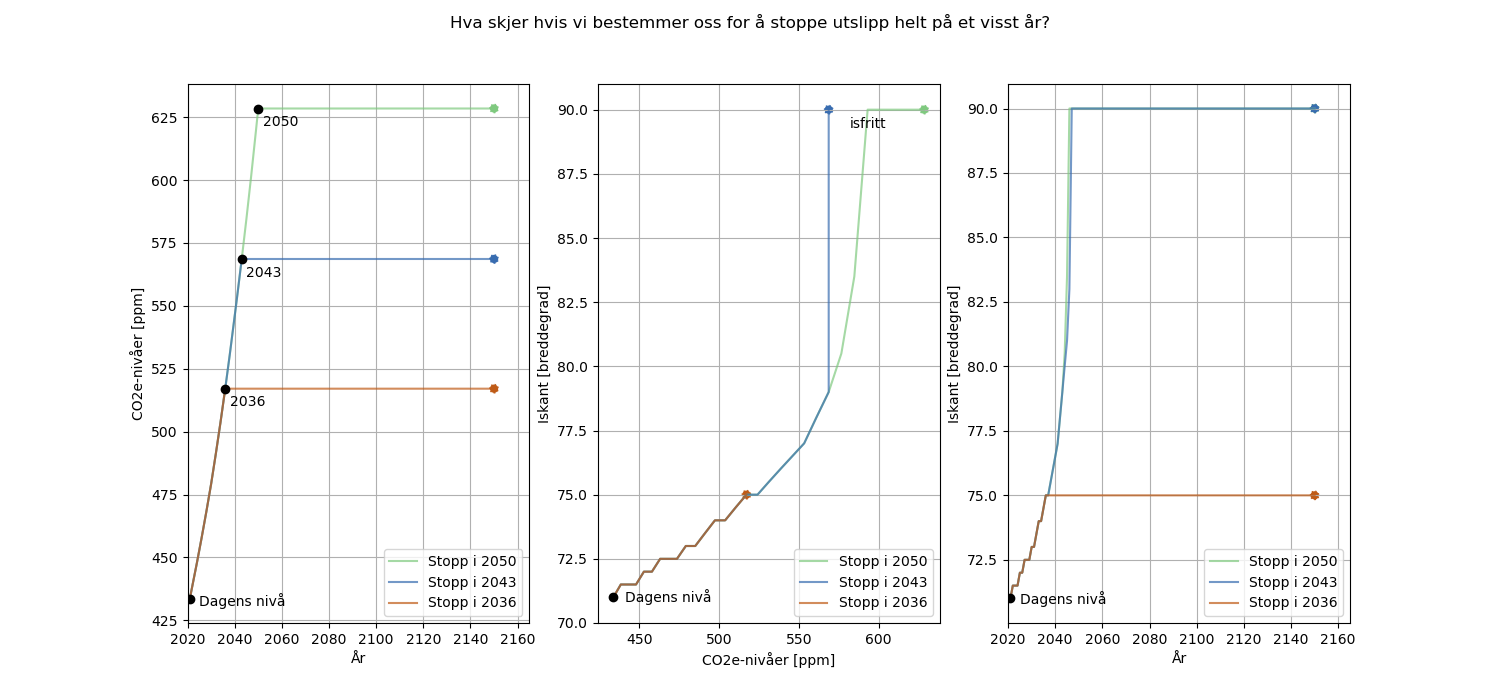 Hva skjer hvis vi bestemmer oss for å stoppe utslipp helt på et visst år?
CO2e-nivåer [ppm]
625
600
575
550
525
500
475
450
425
2050
2043
2036
Dagens nivå
Stopp i 2050
Stopp i 2043
Stopp i 2036
2020 2040 2060 2080 2100 2120 2140 2160
År
Iskant [breddegrad]
90.0
87.5
85.0
82.5
80.0
77.5
75.0
72.5
70.0
isfritt
Dagens nivå
Stopp i 2050
Stopp i 2043
Stopp i 2036
450 500 550 600
CO2e-nivåer [ppm]
Iskant [breddegrad]
90.0
87.5
85.0
82.5
80.0
77.5
75.0
72.5
Dagens nivå
Stopp i 2050
Stopp i 2043
Stopp i 2036
2020 2040 2060 2080 2100 2120 2140 2160
År